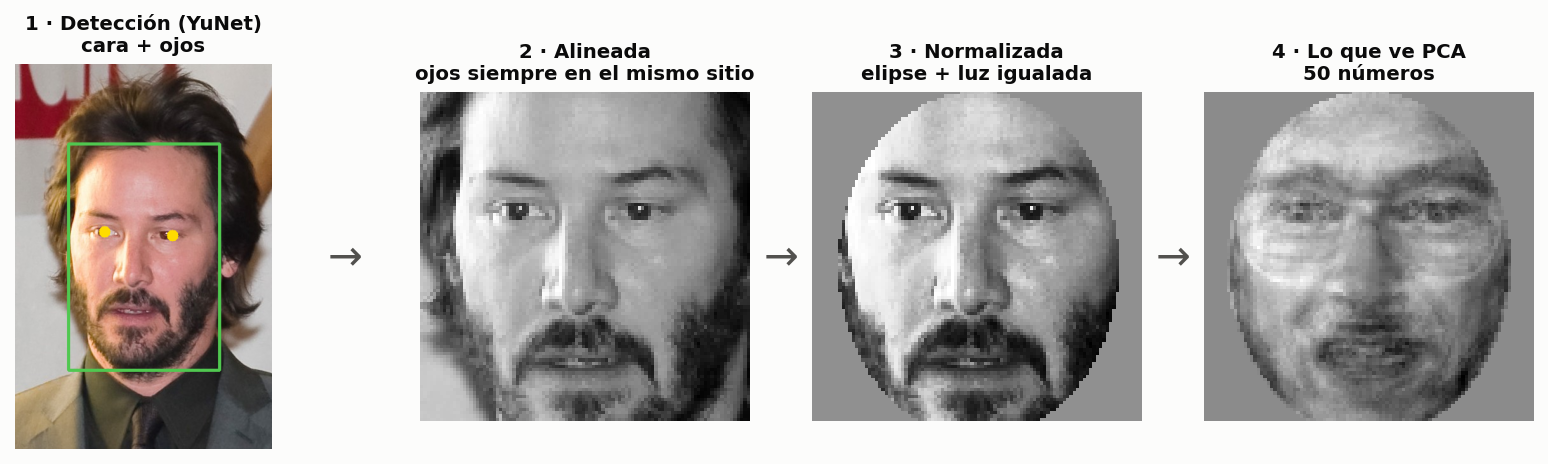 1 · Detección (YuNet)
cara + ojos
2 · Alineada
ojos siempre en el mismo sitio
3 · Normalizada
elipse + luz igualada
4 · Lo que ve PCA
50 números
→
→
→